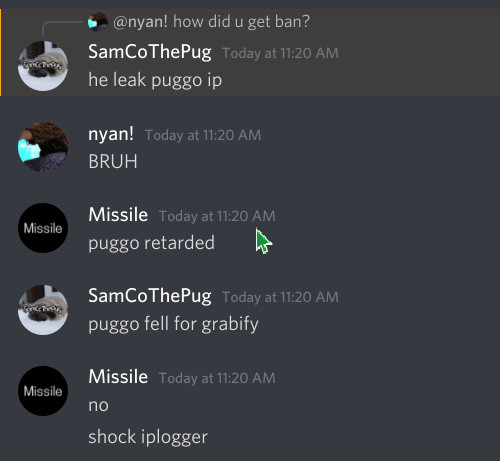 @nyan! how did u get ban?
SamCoThePug Today at 11:20 AM
he leak puggo ip
nyan! Today at 11:20 AM
BRUH
Missile Today at 11:20 AM
Missile
puggo retarded
SamCoThePug Today at 11:20 AM
SamCoThePug
puggo fell for grabify
Missile Today at 11:20 AM
Missile
no
shock iplogger